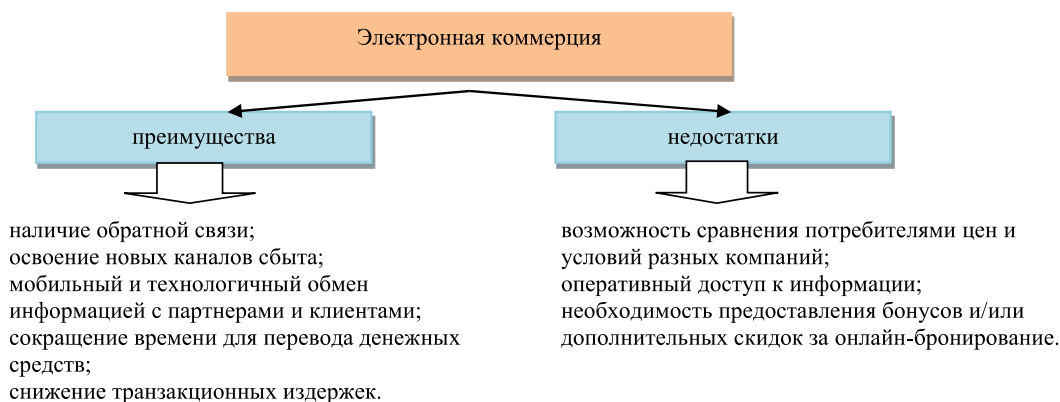 Электронная коммерция
преимущества
недостатки
наличие обратной связи;
освоение новых каналов сбыта;
мобильный и технологичный обмен
информацией с партнерами и клиентами;
сокращение времени для перевода денежных
средств;
снижение транзакционных издержек.
возможность сравнения потребителями цен и
условий разных компаний;
оперативный доступ к информации;
необходимость предоставления бонусов и/или
дополнительных скидок за онлайн-бронирование.